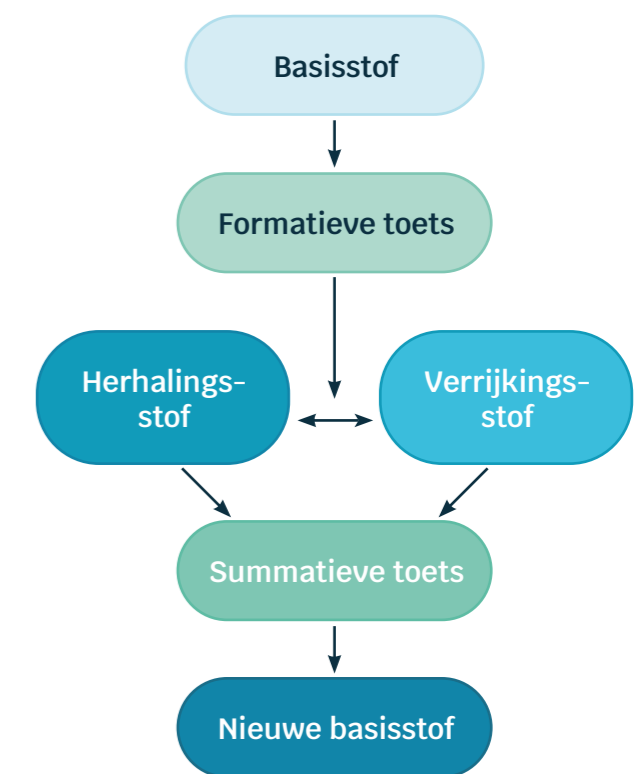 Basisstof
Formatieve toets
Herhalings-
stof
Verrijkings-
stof
Summatieve toets
Nieuwe basisstof